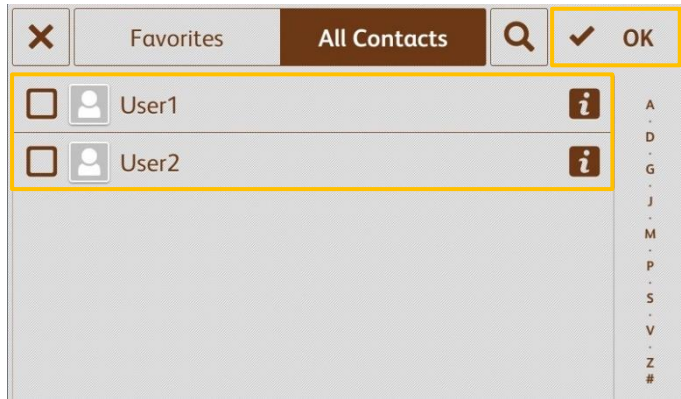 Favorites
All Contacts
OK
User1
i
User2
i
A
.
D
.
G
.
J
.
M
.
P
.
S
.
V
.
Z
#